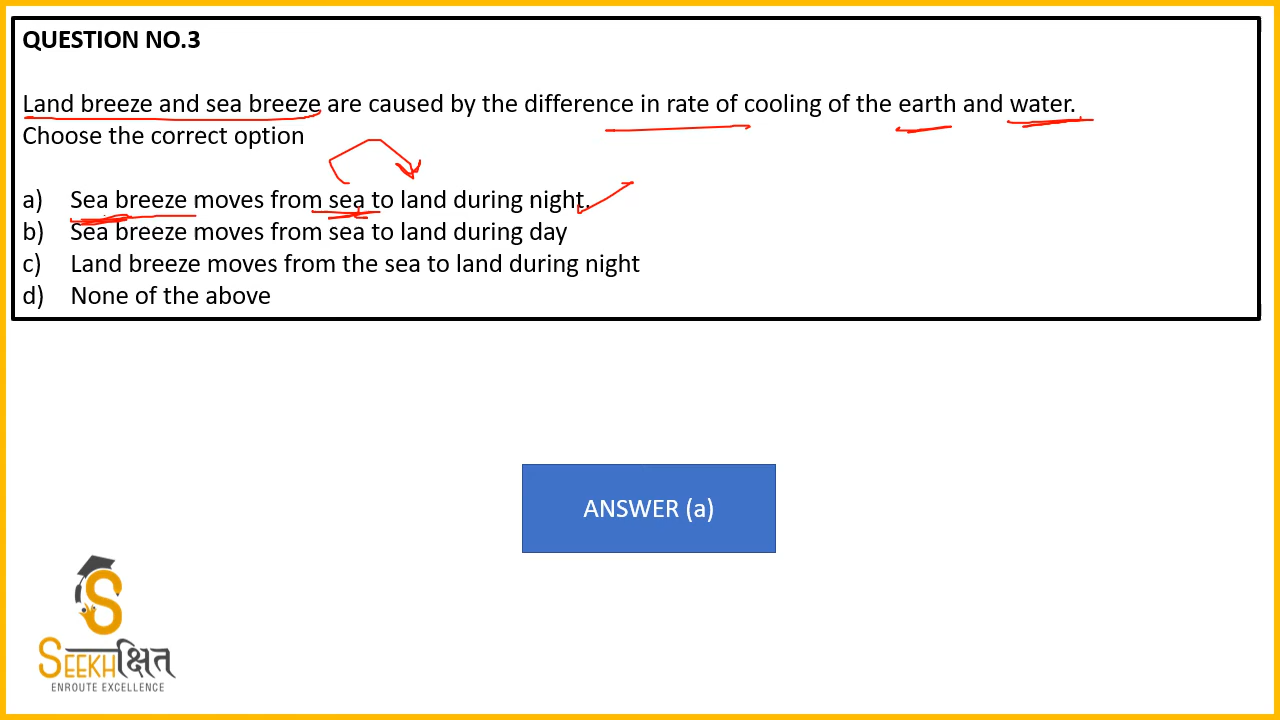 QUESTION NO.3
Land breeze and sea breeze are caused by the difference in rate of cooling of the earth and water.
Choose the correct option
a) Sea breeze moves from sea to land during night.
b) Sea breeze moves from sea to land during day
c) Land breeze moves from the sea to land during night
d) None of the above
ANSWER (a)
S
SEEKHक्षित
ENROUTE EXCELLENCE